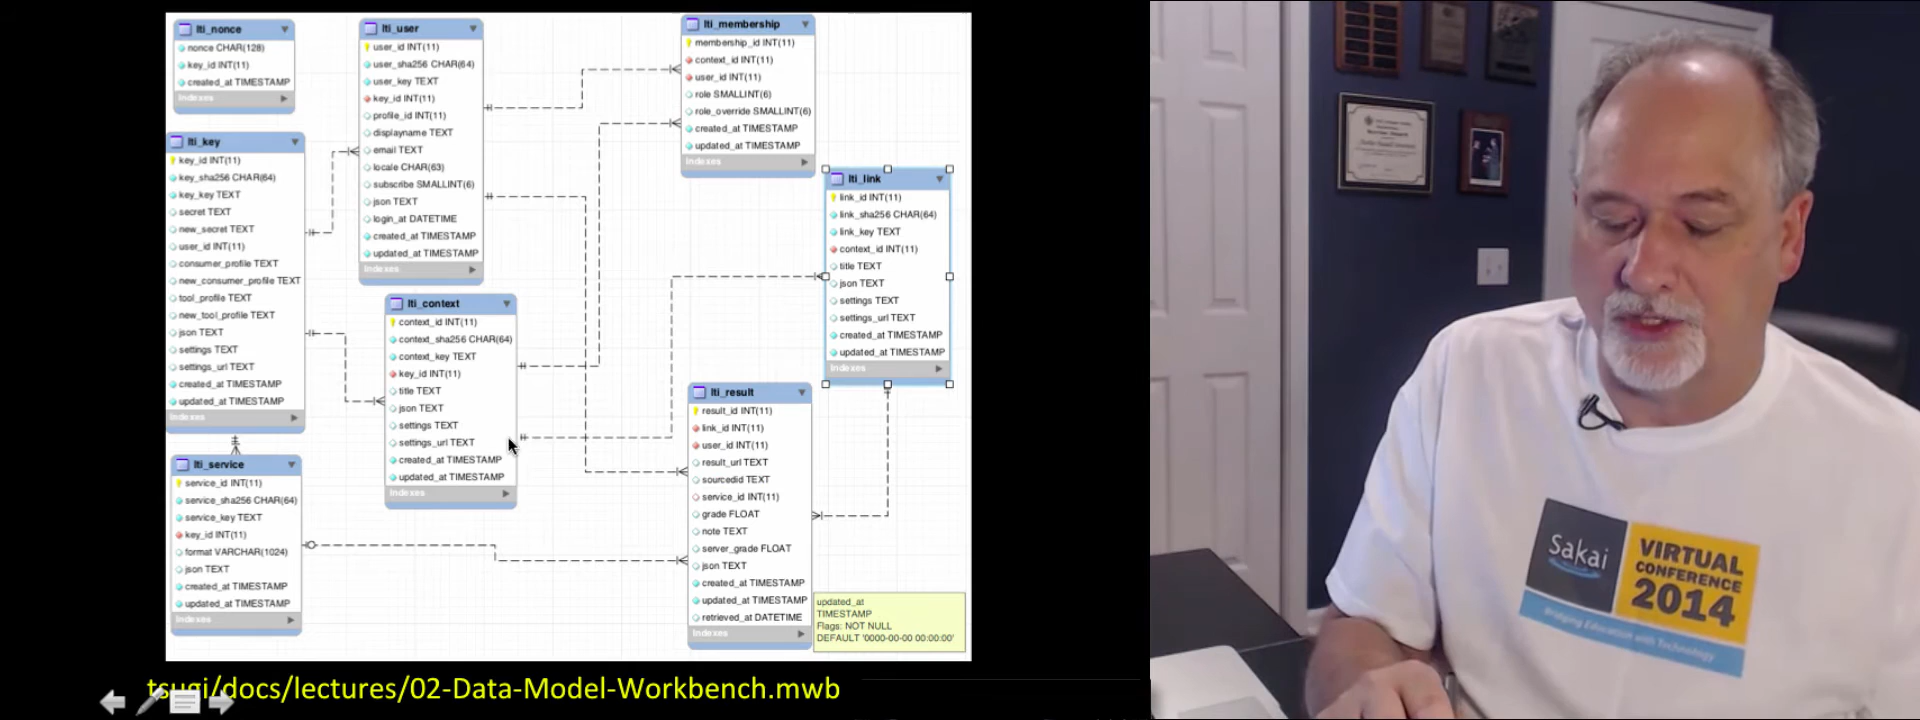 lti_nonce
nonce CHAR(128)
key_id INT(11)
created_at TIMESTAMP
Indexes
lti_key
key_id INT(11)
key_sha256 CHAR(64)
key_key TEXT
secret TEXT
new_secret TEXT
user_id INT(11)
consumer_profile TEXT
new_consumer_profile TEXT
tool_profile TEXT
new_tool_profile TEXT
json TEXT
settings TEXT
settings_url TEXT
created_at TIMESTAMP
updated_at TIMESTAMP
Indexes
lti_service
service_id INT(11)
service_sha256 CHAR(64)
service_key TEXT
key_id INT(11)
format VARCHAR(1024)
json TEXT
created_at TIMESTAMP
updated_at TIMESTAMP
Indexes
lti_user
user_id INT(11)
user_sha256 CHAR(64)
user_key TEXT
key_id INT(11)
profile_id INT(11)
displayname TEXT
email TEXT
locale CHAR(63)
subscribe SMALLINT(6)
json TEXT
login_at DATETIME
created_at TIMESTAMP
updated_at TIMESTAMP
Indexes
lti_context
context_id INT(11)
context_sha256 CHAR(64)
context_key TEXT
key_id INT(11)
title TEXT
json TEXT
settings TEXT
settings_url TEXT
created_at TIMESTAMP
updated_at TIMESTAMP
Indexes
lti_membership
membership_id INT(11)
context_id INT(11)
user_id INT(11)
role SMALLINT(6)
role_override SMALLINT(6)
created_at TIMESTAMP
updated_at TIMESTAMP
Indexes
lti_link
link_id INT(11)
link_sha256 CHAR(64)
link_key TEXT
context_id INT(11)
title TEXT
json TEXT
settings TEXT
settings_url TEXT
created_at TIMESTAMP
updated_at TIMESTAMP
Indexes
lti_result
result_id INT(11)
link_id INT(11)
user_id INT(11)
result_url TEXT
sourcedid TEXT
service_id INT(11)
grade FLOAT
note TEXT
server_grade FLOAT
json TEXT
created_at TIMESTAMP
updated_at TIMESTAMP
retrieved_at DATETIME
Indexes
updated_at
TIMESTAMP
Flags: NOT NULL
DEFAULT '0000-00-00 00:00:00'
tsugi/docs/lectures/02-Data-Model-Workbench.mwb
Sakai
VIRTUAL
CONFERENCE
2014
Bridging Education with Technology